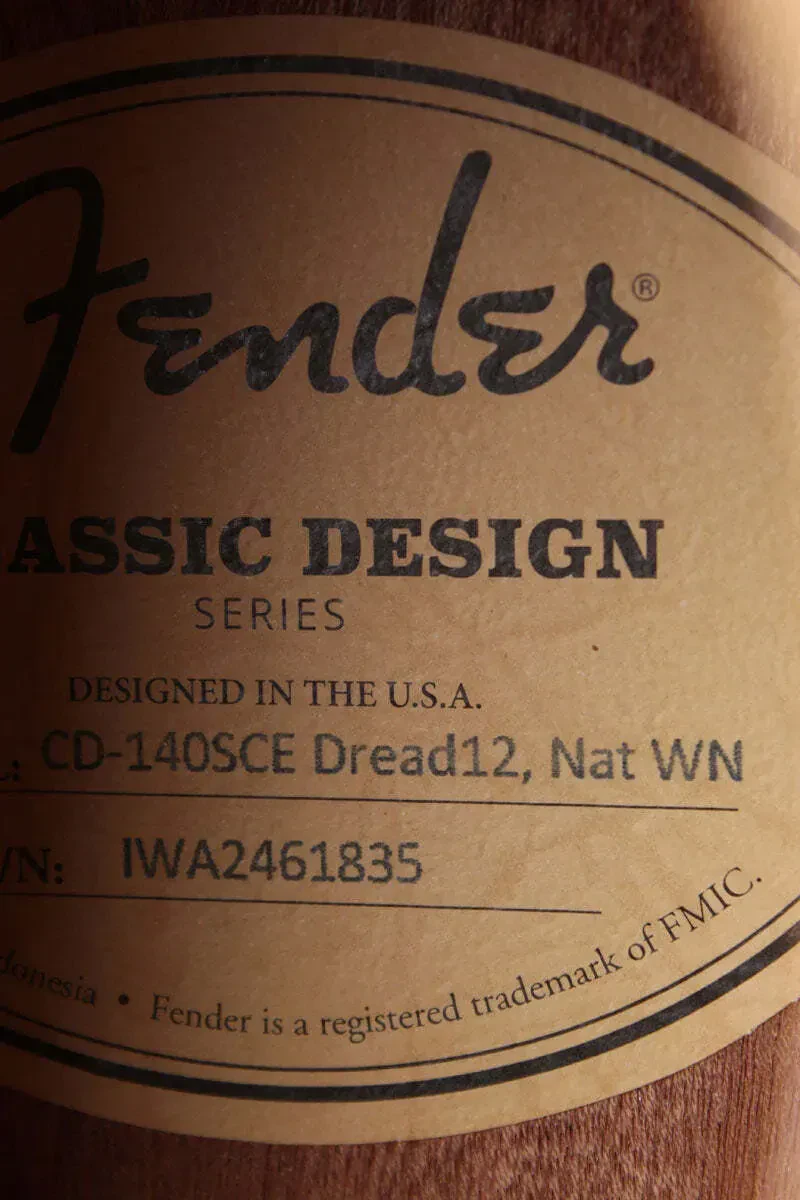 Fender®
ASSIC DESIGN
SERIES
DESIGNED IN THE U.S.A.
L: CD-140SCE Dread12, Nat WN
/N: IWA2461835
donesia • Fender is a registered trademark of FMIC.